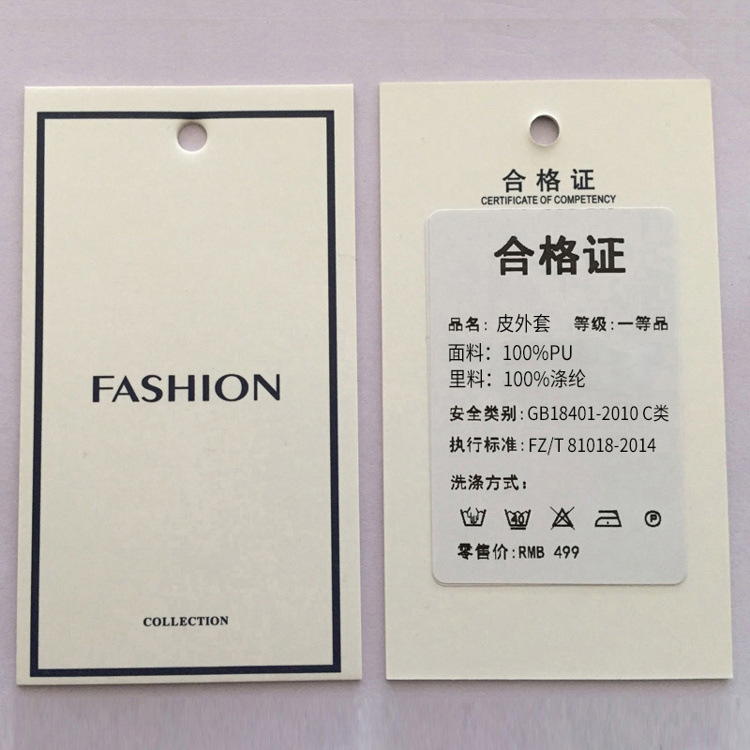 FASHION
COLLECTION
合格证
CERTIFICATE OF COMPETENCY
合格证
品名: 皮外套 等级:一等品
面料: 100%PU
里料: 100%涤纶
安全类别:GB18401-2010 C类
执行标准:FZ/T 81018-2014
洗涤方式:
40
P
零售价:RMB 499